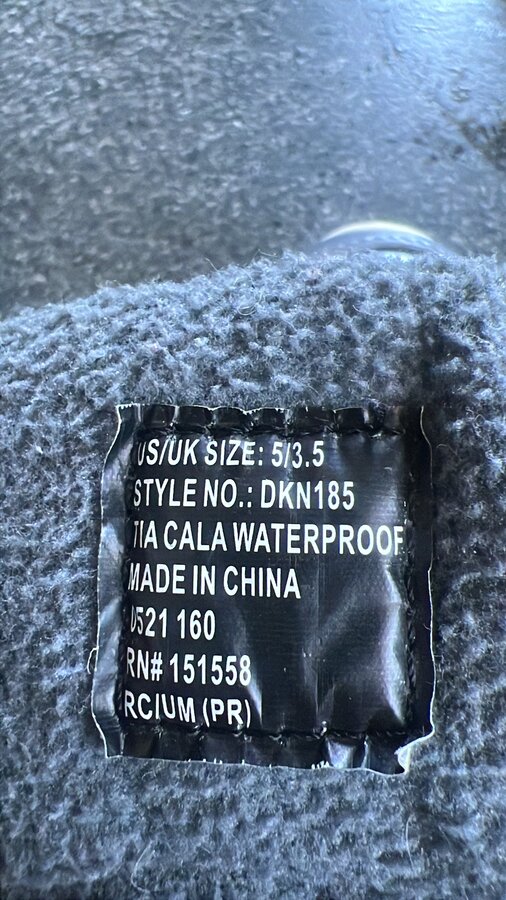 US/UK SIZE: 5/3.5
STYLE NO.: DKN185
TIA CALA WATERPROOF
MADE IN CHINA
0521 160
RN# 151558
RCIUM (PR)